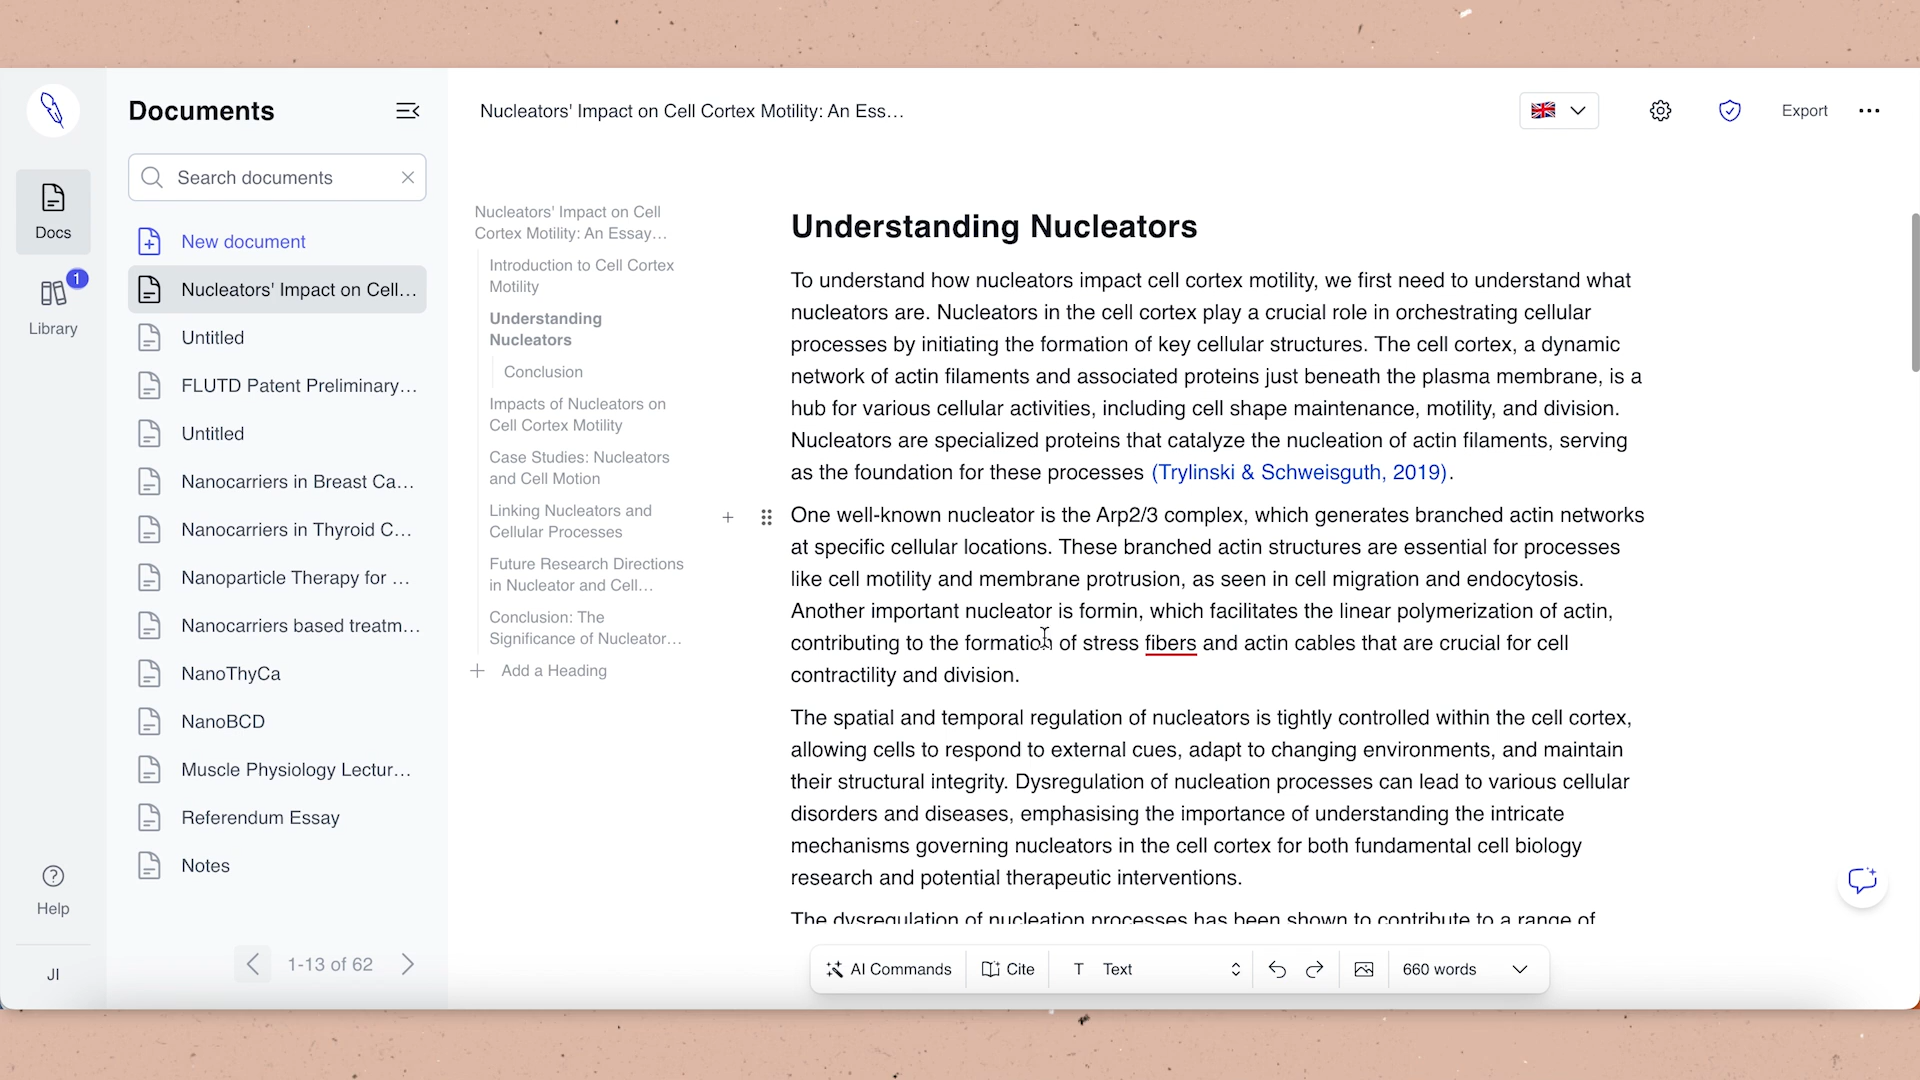 Documents
Nucleators' Impact on Cell Cortex Motility: An Ess...
Export
Search documents
Docs
New document
Nucleators' Impact on Cell...
1
Library
Untitled
FLUTD Patent Preliminary...
Untitled
Nanocarriers in Breast Ca...
Nanocarriers in Thyroid C...
Nanoparticle Therapy for ...
Nanocarriers based treatm...
NanoThyCa
NanoBCD
Muscle Physiology Lectur...
Referendum Essay
Notes
Help
JI
1-13 of 62
Nucleators' Impact on Cell
Cortex Motility: An Essay...
Introduction to Cell Cortex
Motility
Understanding
Nucleators
Conclusion
Impacts of Nucleators on
Cell Cortex Motility
Case Studies: Nucleators
and Cell Motion
Linking Nucleators and
Cellular Processes
Future Research Directions
in Nucleator and Cell...
Conclusion: The
Significance of Nucleator...
Add a Heading
Understanding Nucleators
To understand how nucleators impact cell cortex motility, we first need to understand what
nucleators are. Nucleators in the cell cortex play a crucial role in orchestrating cellular
processes by initiating the formation of key cellular structures. The cell cortex, a dynamic
network of actin filaments and associated proteins just beneath the plasma membrane, is a
hub for various cellular activities, including cell shape maintenance, motility, and division.
Nucleators are specialized proteins that catalyze the nucleation of actin filaments, serving
as the foundation for these processes (Trylinski & Schweisguth, 2019).
One well-known nucleator is the Arp2/3 complex, which generates branched actin networks
at specific cellular locations. These branched actin structures are essential for processes
like cell motility and membrane protrusion, as seen in cell migration and endocytosis.
Another important nucleator is formin, which facilitates the linear polymerization of actin,
contributing to the formation of stress fibers and actin cables that are crucial for cell
contractility and division.
The spatial and temporal regulation of nucleators is tightly controlled within the cell cortex,
allowing cells to respond to external cues, adapt to changing environments, and maintain
their structural integrity. Dysregulation of nucleation processes can lead to various cellular
disorders and diseases, emphasising the importance of understanding the intricate
mechanisms governing nucleators in the cell cortex for both fundamental cell biology
research and potential therapeutic interventions.
The dysregulation of nucleation processes has been shown to contribute to a range of
AI Commands
Cite
T Text
660 words